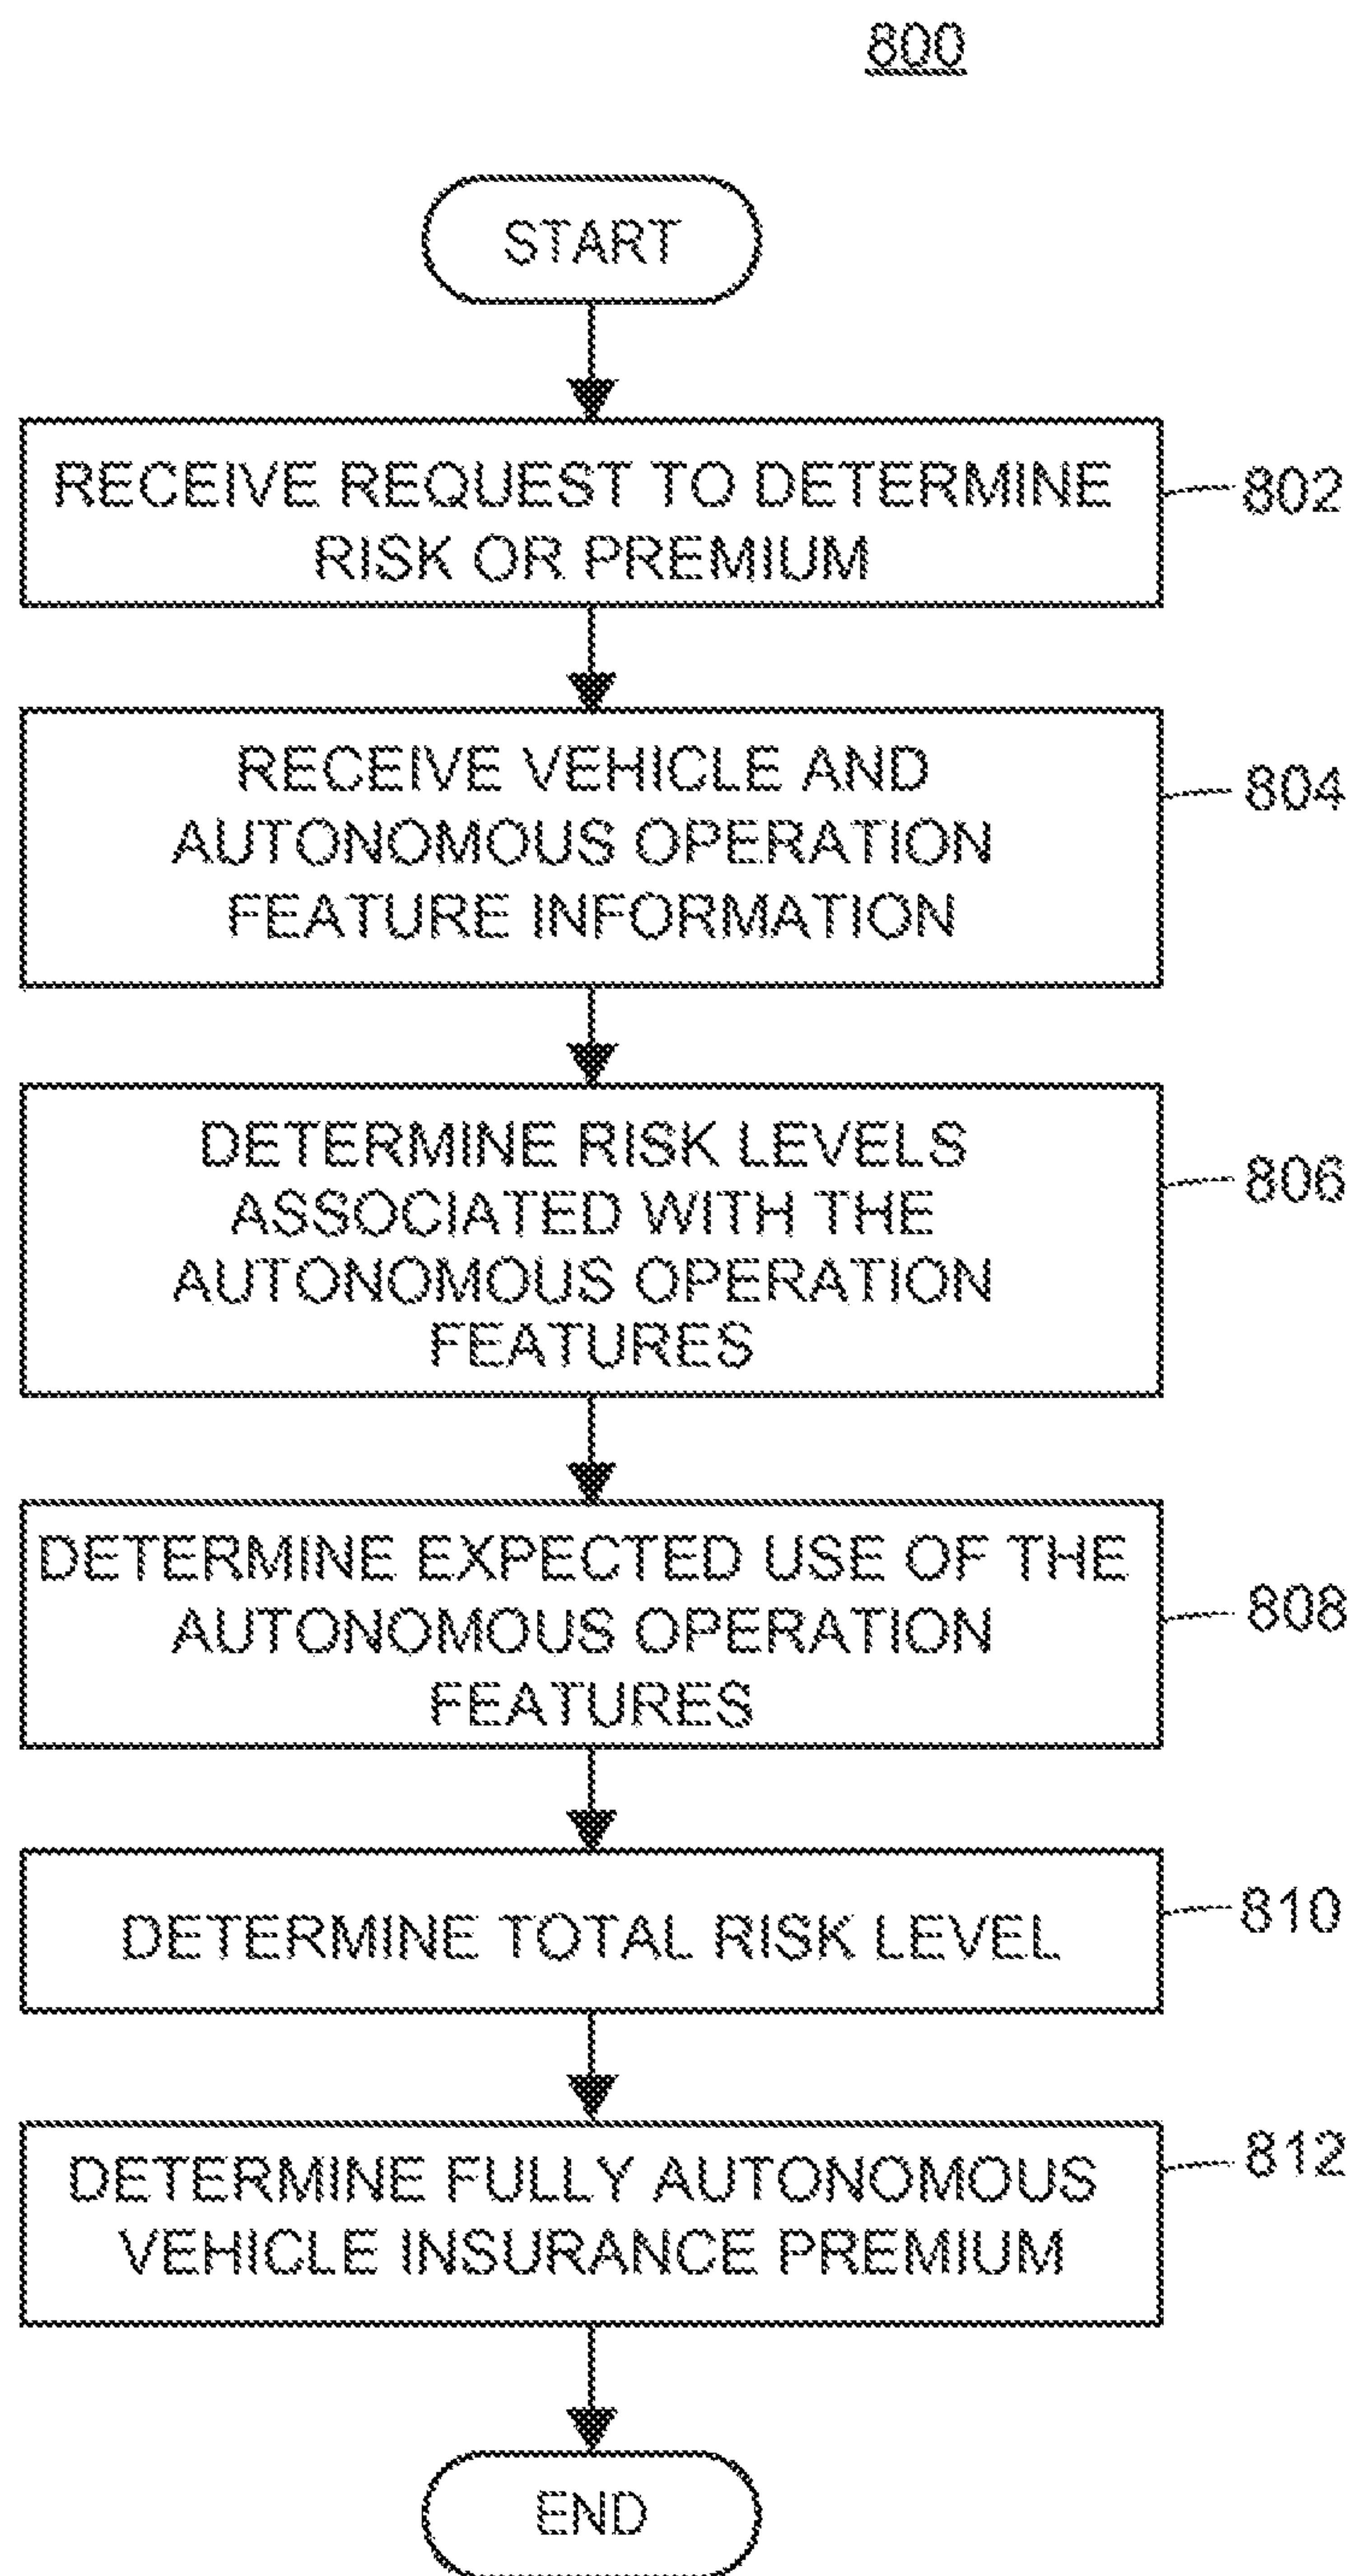 800
START
RECEIVE REQUEST TO DETERMINE
RISK OR PREMIUM
802
RECEIVE VEHICLE AND
AUTONOMOUS OPERATION
FEATURE INFORMATION
804
DETERMINE RISK LEVELS
ASSOCIATED WITH THE
AUTONOMOUS OPERATION
FEATURES
806
DETERMINE EXPECTED USE OF THE
AUTONOMOUS OPERATION
FEATURES
808
DETERMINE TOTAL RISK LEVEL
810
DETERMINE FULLY AUTONOMOUS
VEHICLE INSURANCE PREMIUM
812
END